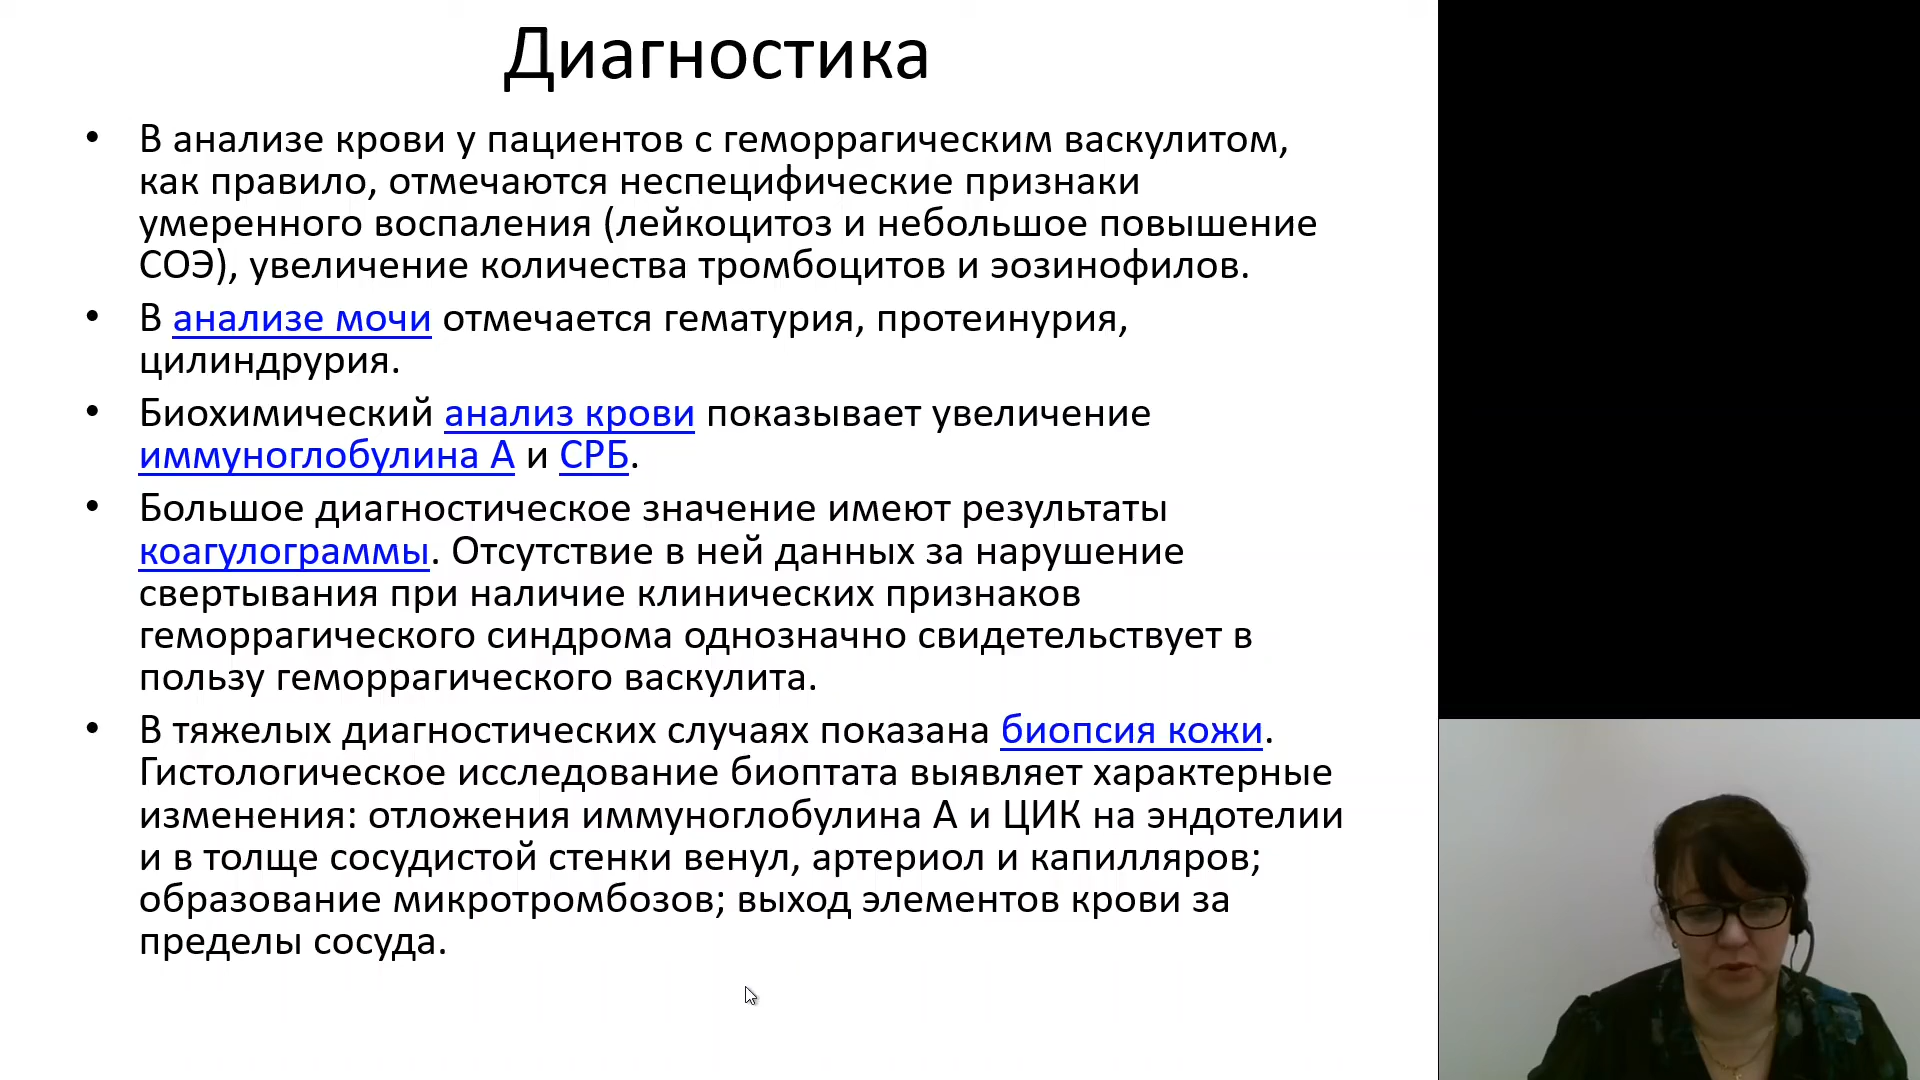 Диагностика
• В анализе крови у пациентов с геморрагическим васкулитом,
как правило, отмечаются неспецифические признаки
умеренного воспаления (лейкоцитоз и небольшое повышение
СОЭ), увеличение количества тромбоцитов и эозинофилов.
• В анализе мочи отмечается гематурия, протеинурия,
цилиндрурия.
• Биохимический анализ крови показывает увеличение
иммуноглобулина А и СРБ.
• Большое диагностическое значение имеют результаты
коагулограммы. Отсутствие в ней данных за нарушение
свертывания при наличие клинических признаков
геморрагического синдрома однозначно свидетельствует в
пользу геморрагического васкулита.
• В тяжелых диагностических случаях показана биопсия кожи.
Гистологическое исследование биоптата выявляет характерные
изменения: отложения иммуноглобулина А и ЦИК на эндотелии
и в толще сосудистой стенки венул, артериол и капилляров;
образование микротромбозов; выход элементов крови за
пределы сосуда.